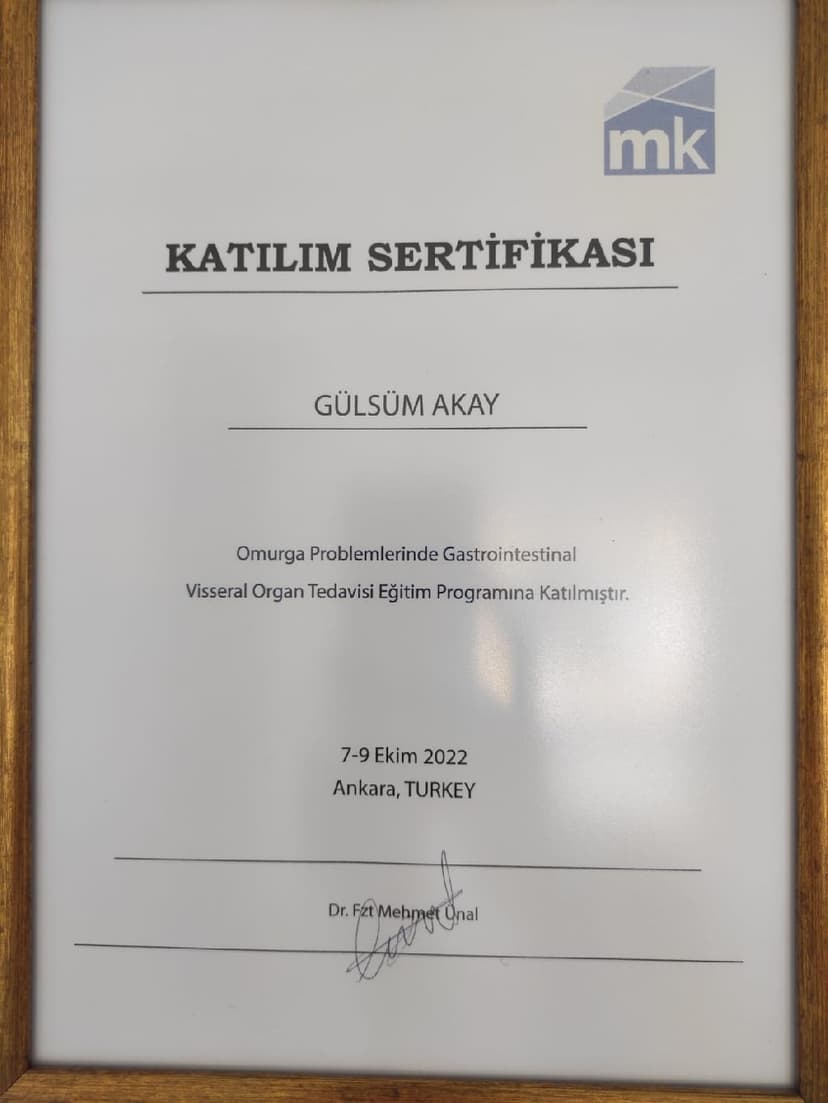 mk
KATILIM SERTİFİKASI
GÜLSÜM AKAY
Omurga Problemlerinde Gastrointestinal
Visseral Organ Tedavisi Eğitim Programına Katılmıştır.
7-9 Ekim 2022
Ankara, TURKEY
Dr. Fzt Mehmet Ünal